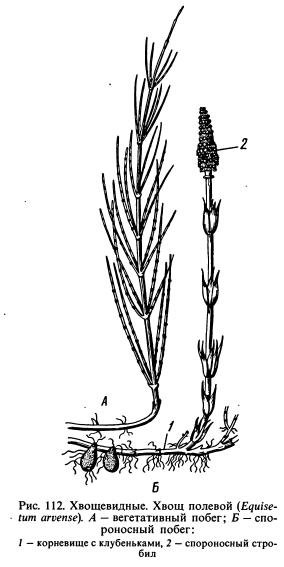 2
А
1
Б
Рис. 112. Хвощевидные. Хвощ полевой (Equise-
tum arvense). А – вегетативный побег; Б – спо-
роносный побег:
1 – корневище с клубеньками, 2 – спороносный стро-
бил